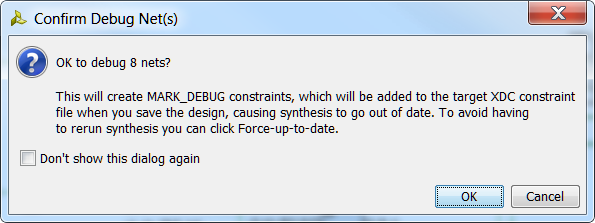 Confirm Debug Net(s)
OK to debug 8 nets?
This will create MARK_DEBUG constraints, which will be added to the target XDC constraint
file when you save the design, causing synthesis to go out of date. To avoid having
to rerun synthesis you can click Force-up-to-date.
Don't show this dialog again
OK
Cancel